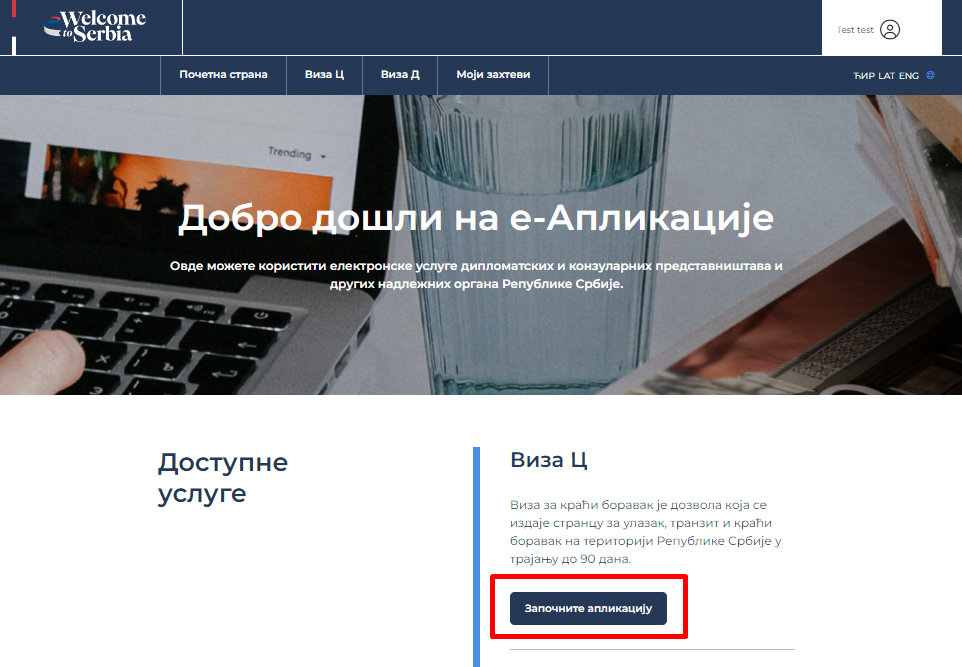 Welcome
to Serbia
Test test
Почетна страна
Виза Ц
Виза Д
Моји захтеви
ЋИР LAT ENG
Trending
Добро дошли на е-Апликације
Овде можете користити електронске услуге дипломатских и конзуларних представништава и
других надлежних органа Републике Србије.
Доступне
услуге
Виза Ц
Виза за краћи боравак је дозвола која се
издаје странцу за улазак, транзит и краћи
боравак на територији Републике Србије у
трајању до 90 дана.
Започните апликацију